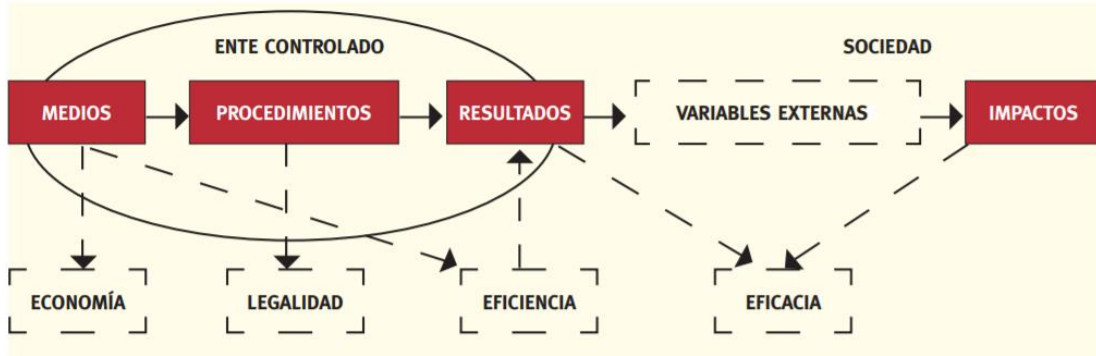 ENTE CONTROLADO
SOCIEDAD
MEDIOS
PROCEDIMIENTOS
RESULTADOS
VARIABLES EXTERNAS
IMPACTOS
ECONOMÍA
LEGALIDAD
EFICIENCIA
EFICACIA